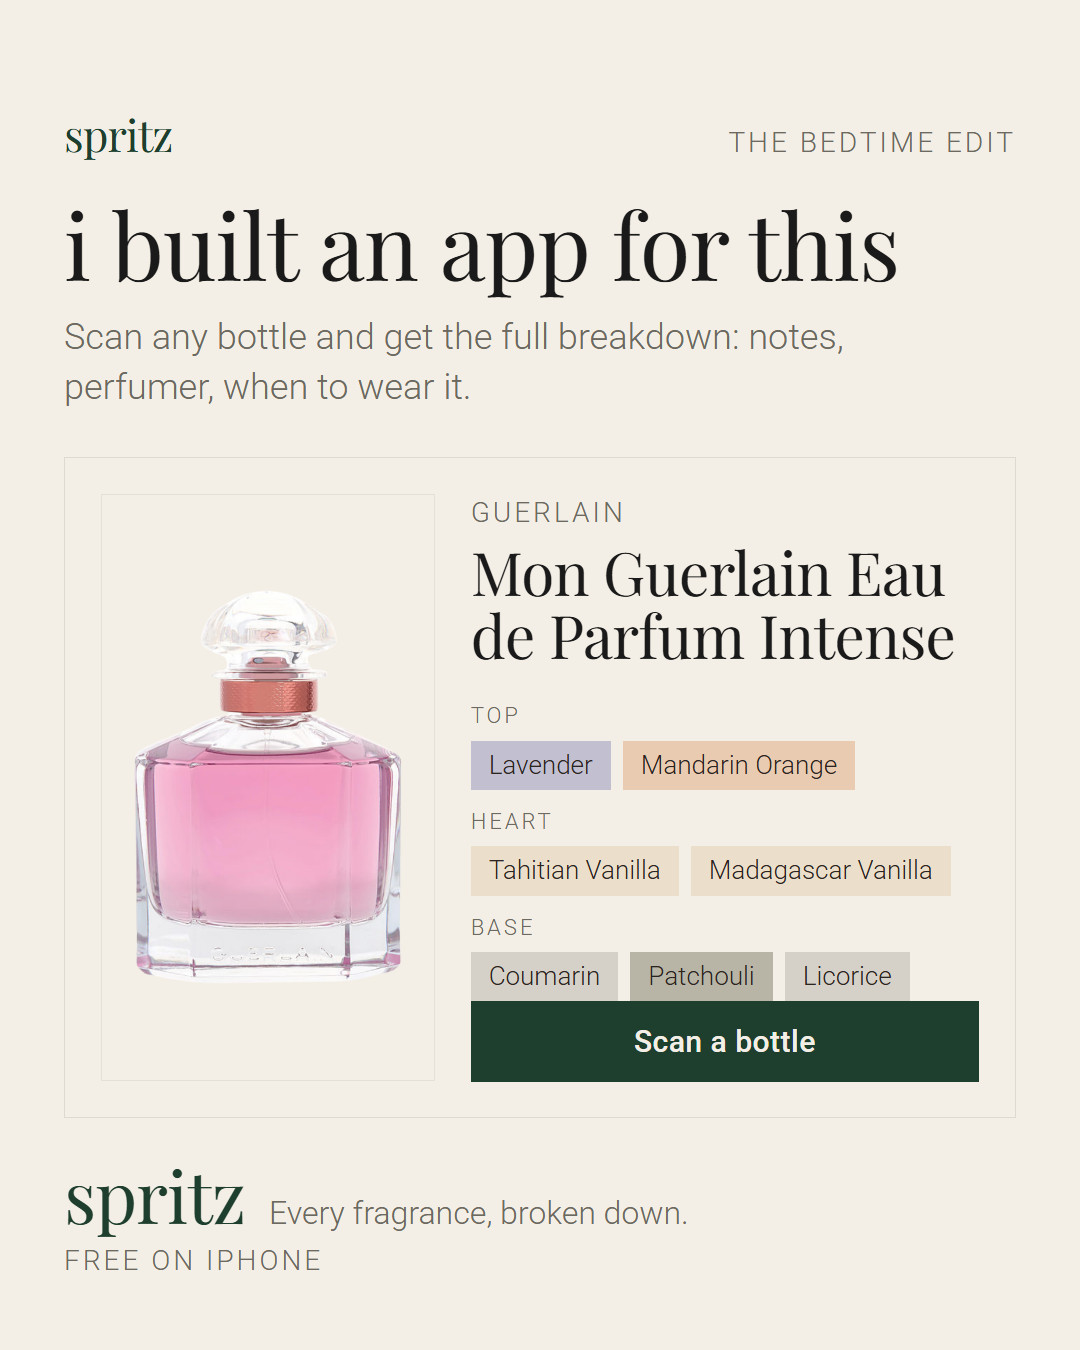 spritz
THE BEDTIME EDIT
i built an app for this
Scan any bottle and get the full breakdown: notes,
perfumer, when to wear it.
GUERLAIN
Mon Guerlain Eau
de Parfum Intense
TOP
Lavender
Mandarin Orange
HEART
Tahitian Vanilla
Madagascar Vanilla
BASE
Coumarin
Patchouli
Licorice
Scan a bottle
GUERLAIN
spritz
Every fragrance, broken down.
FREE ON IPHONE